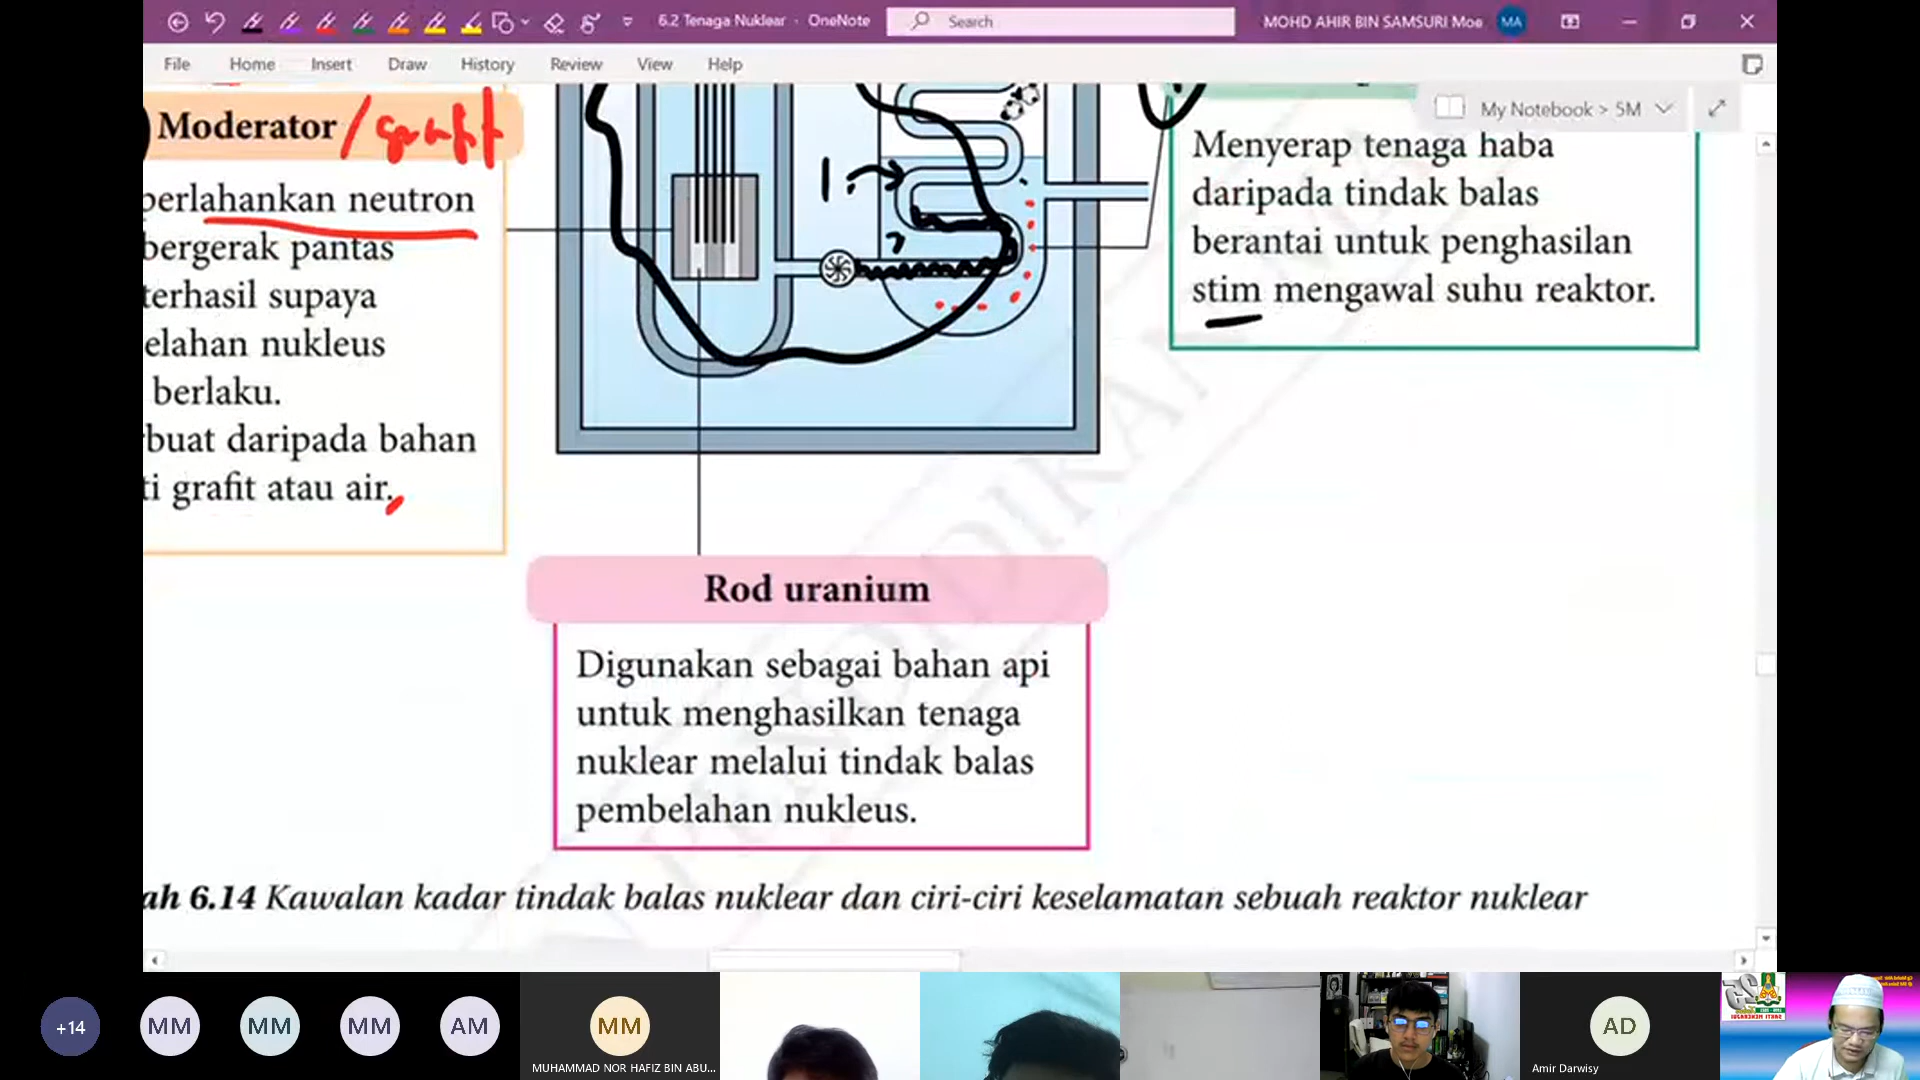 6.2 Tenaga Nuklear - OneNote
Search
MOHD AHIR BIN SAMSURI Moe
MA
File Home Insert Draw History Review View Help
My Notebook > 5M
Moderator / grafit
perlahankan neutron
bergerak pantas
terhasil supaya
elahan nukleus
berlaku.
buat daripada bahan
ti grafit atau air.
1.
Menyerap tenaga haba
daripada tindak balas
berantai untuk penghasilan
stim mengawal suhu reaktor.
Rod uranium
Digunakan sebagai bahan api
untuk menghasilkan tenaga
nuklear melalui tindak balas
pembelahan nukleus.
ah 6.14 Kawalan kadar tindak balas nuklear dan ciri-ciri keselamatan sebuah reaktor nuklear
PENDIDIKAN
+14
MM
MM
MM
AM
MM
MUHAMMAD NOR HAFIZ BIN ABU...
AD
Amir Darwisy